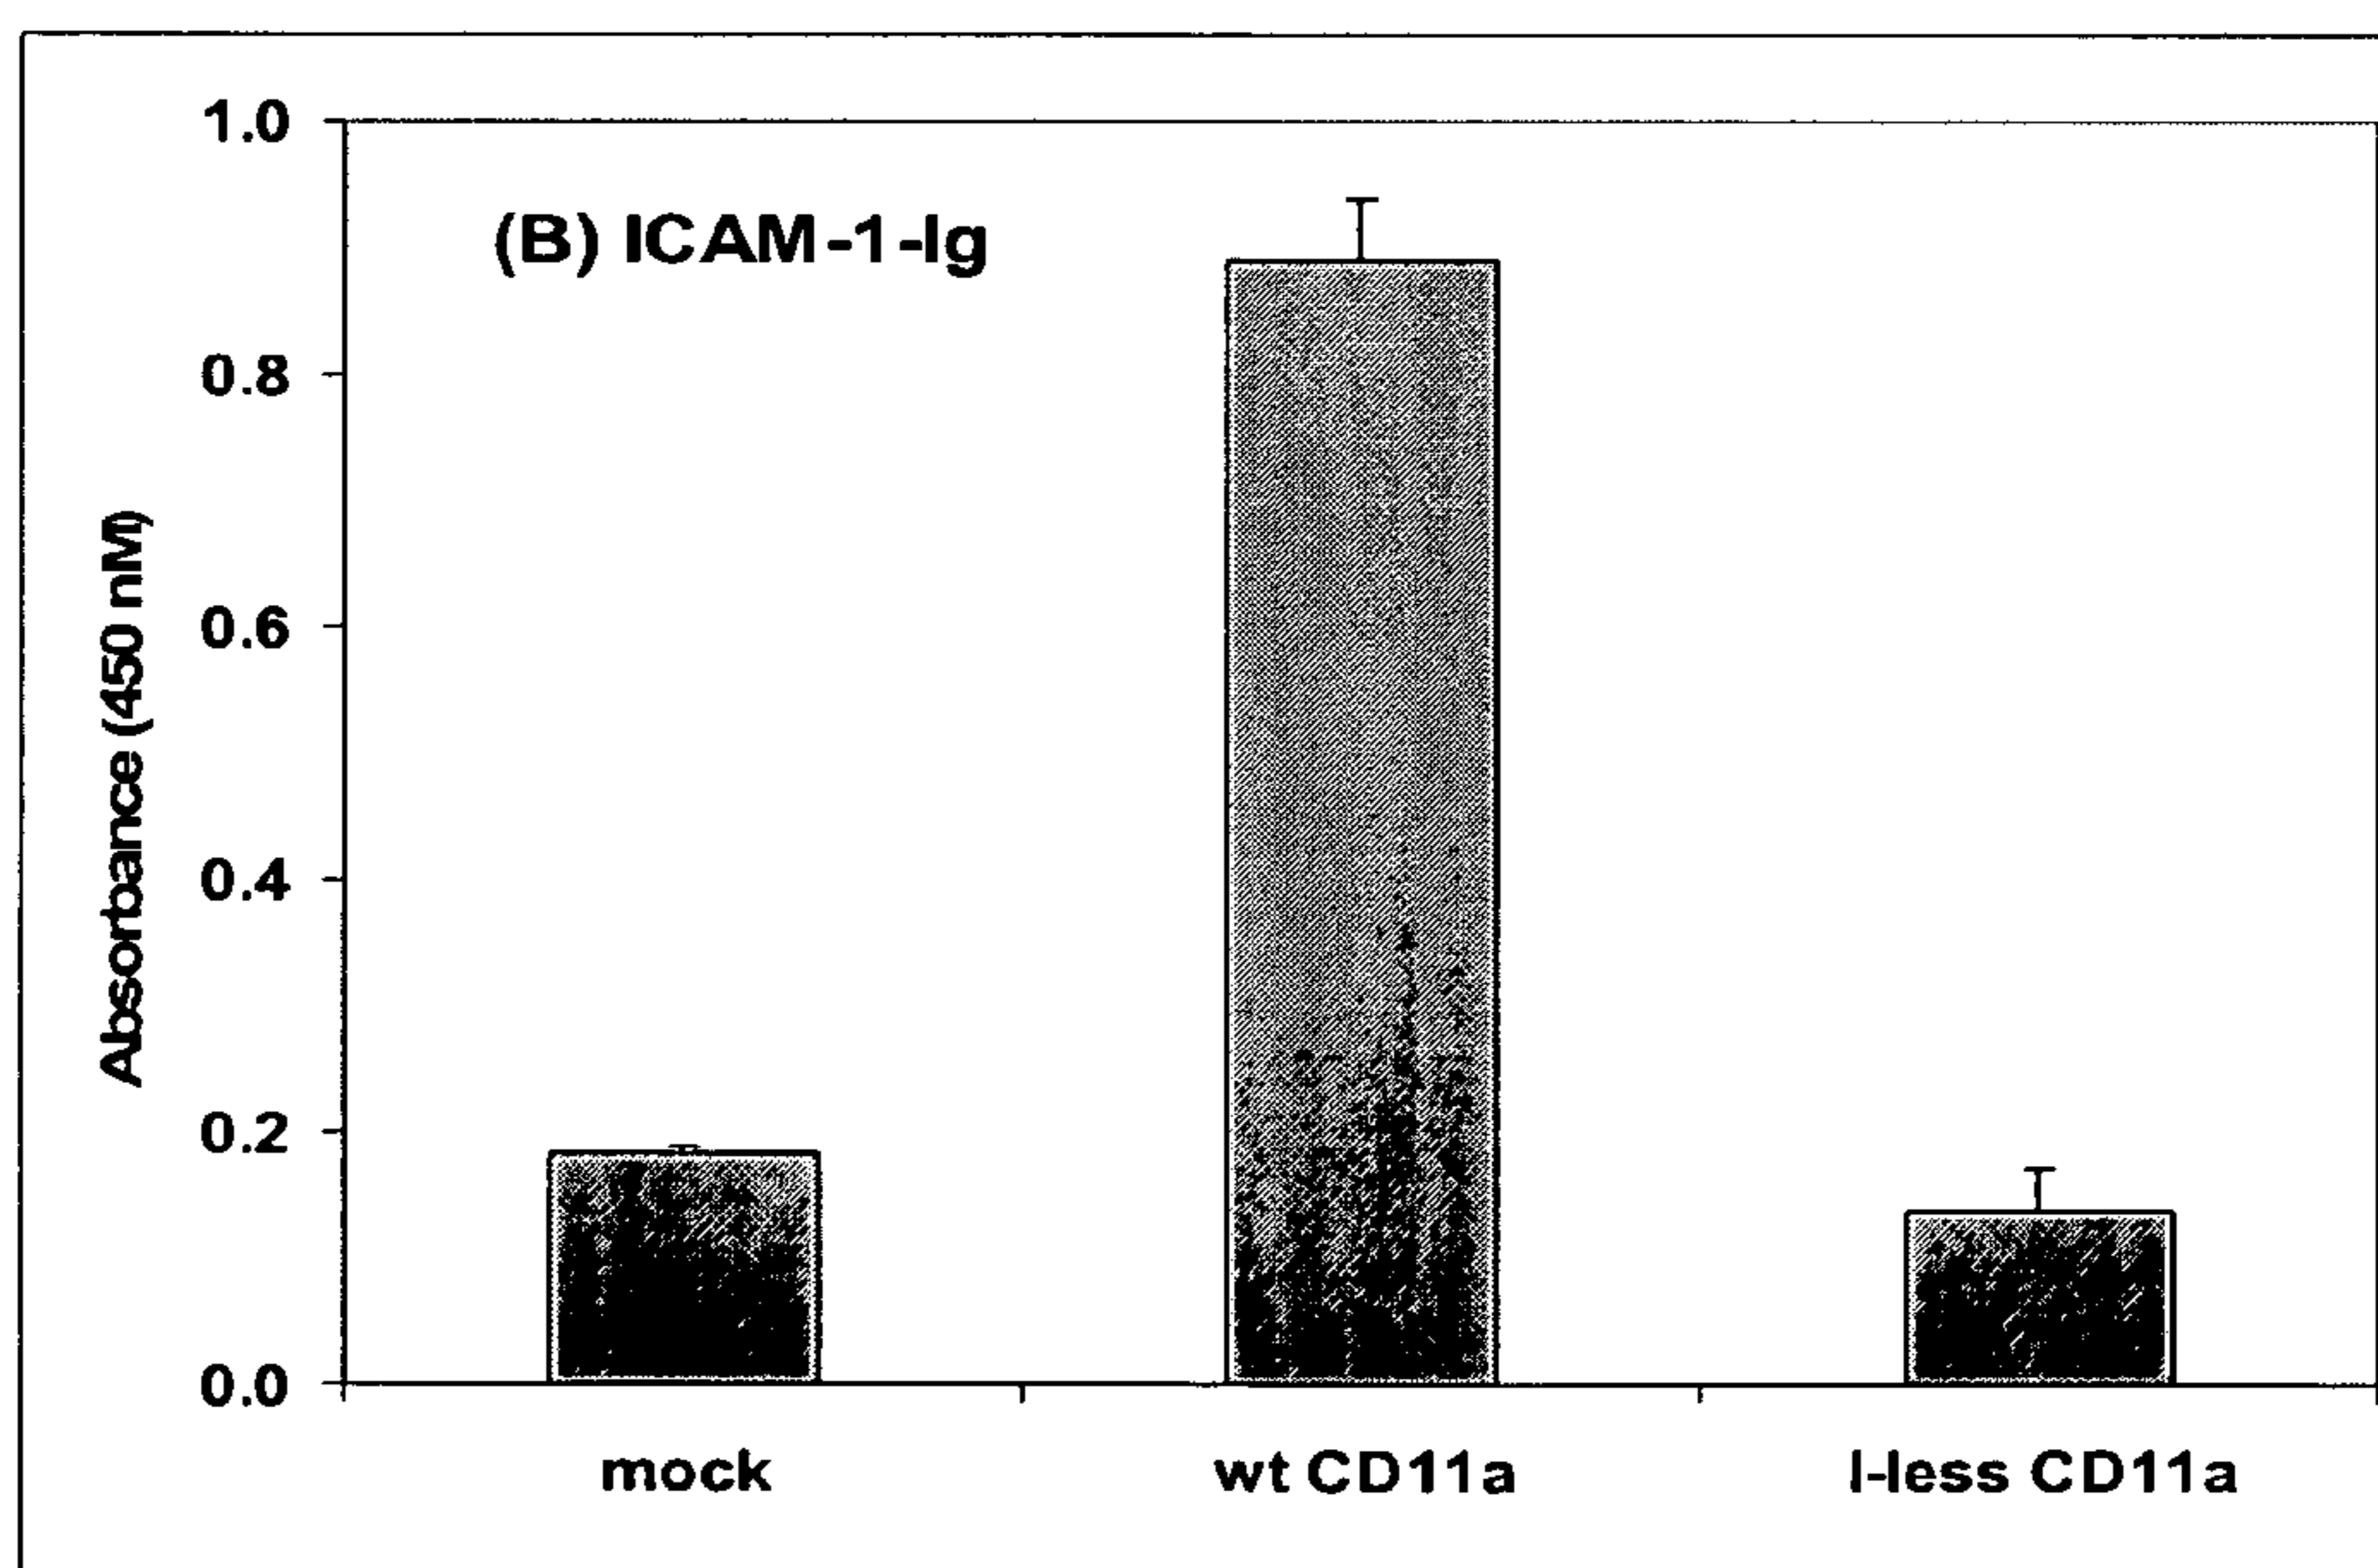 1.0
(B) ICAM-1-Ig
0.8
0.6
0.4
0.2
0.0
Absorbance (450 nM)
mock
wt CD11a
I-less CD11a